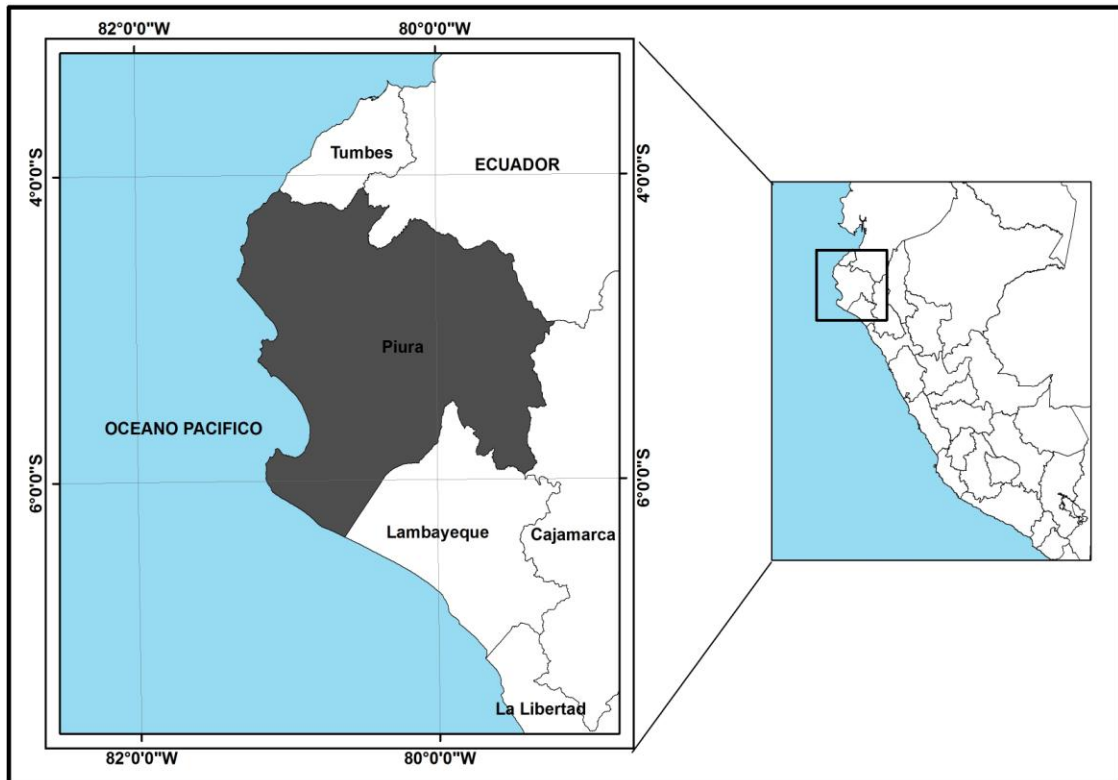 82°0'0"W
80°0'0"W
4°0'0"S
4°0'0"S
Tumbes
ECUADOR
Piura
OCEANO PACIFICO
6°0'0"S
6°0'0"S
Lambayeque
Cajamarca
La Libertad
82°0'0"W
80°0'0"W